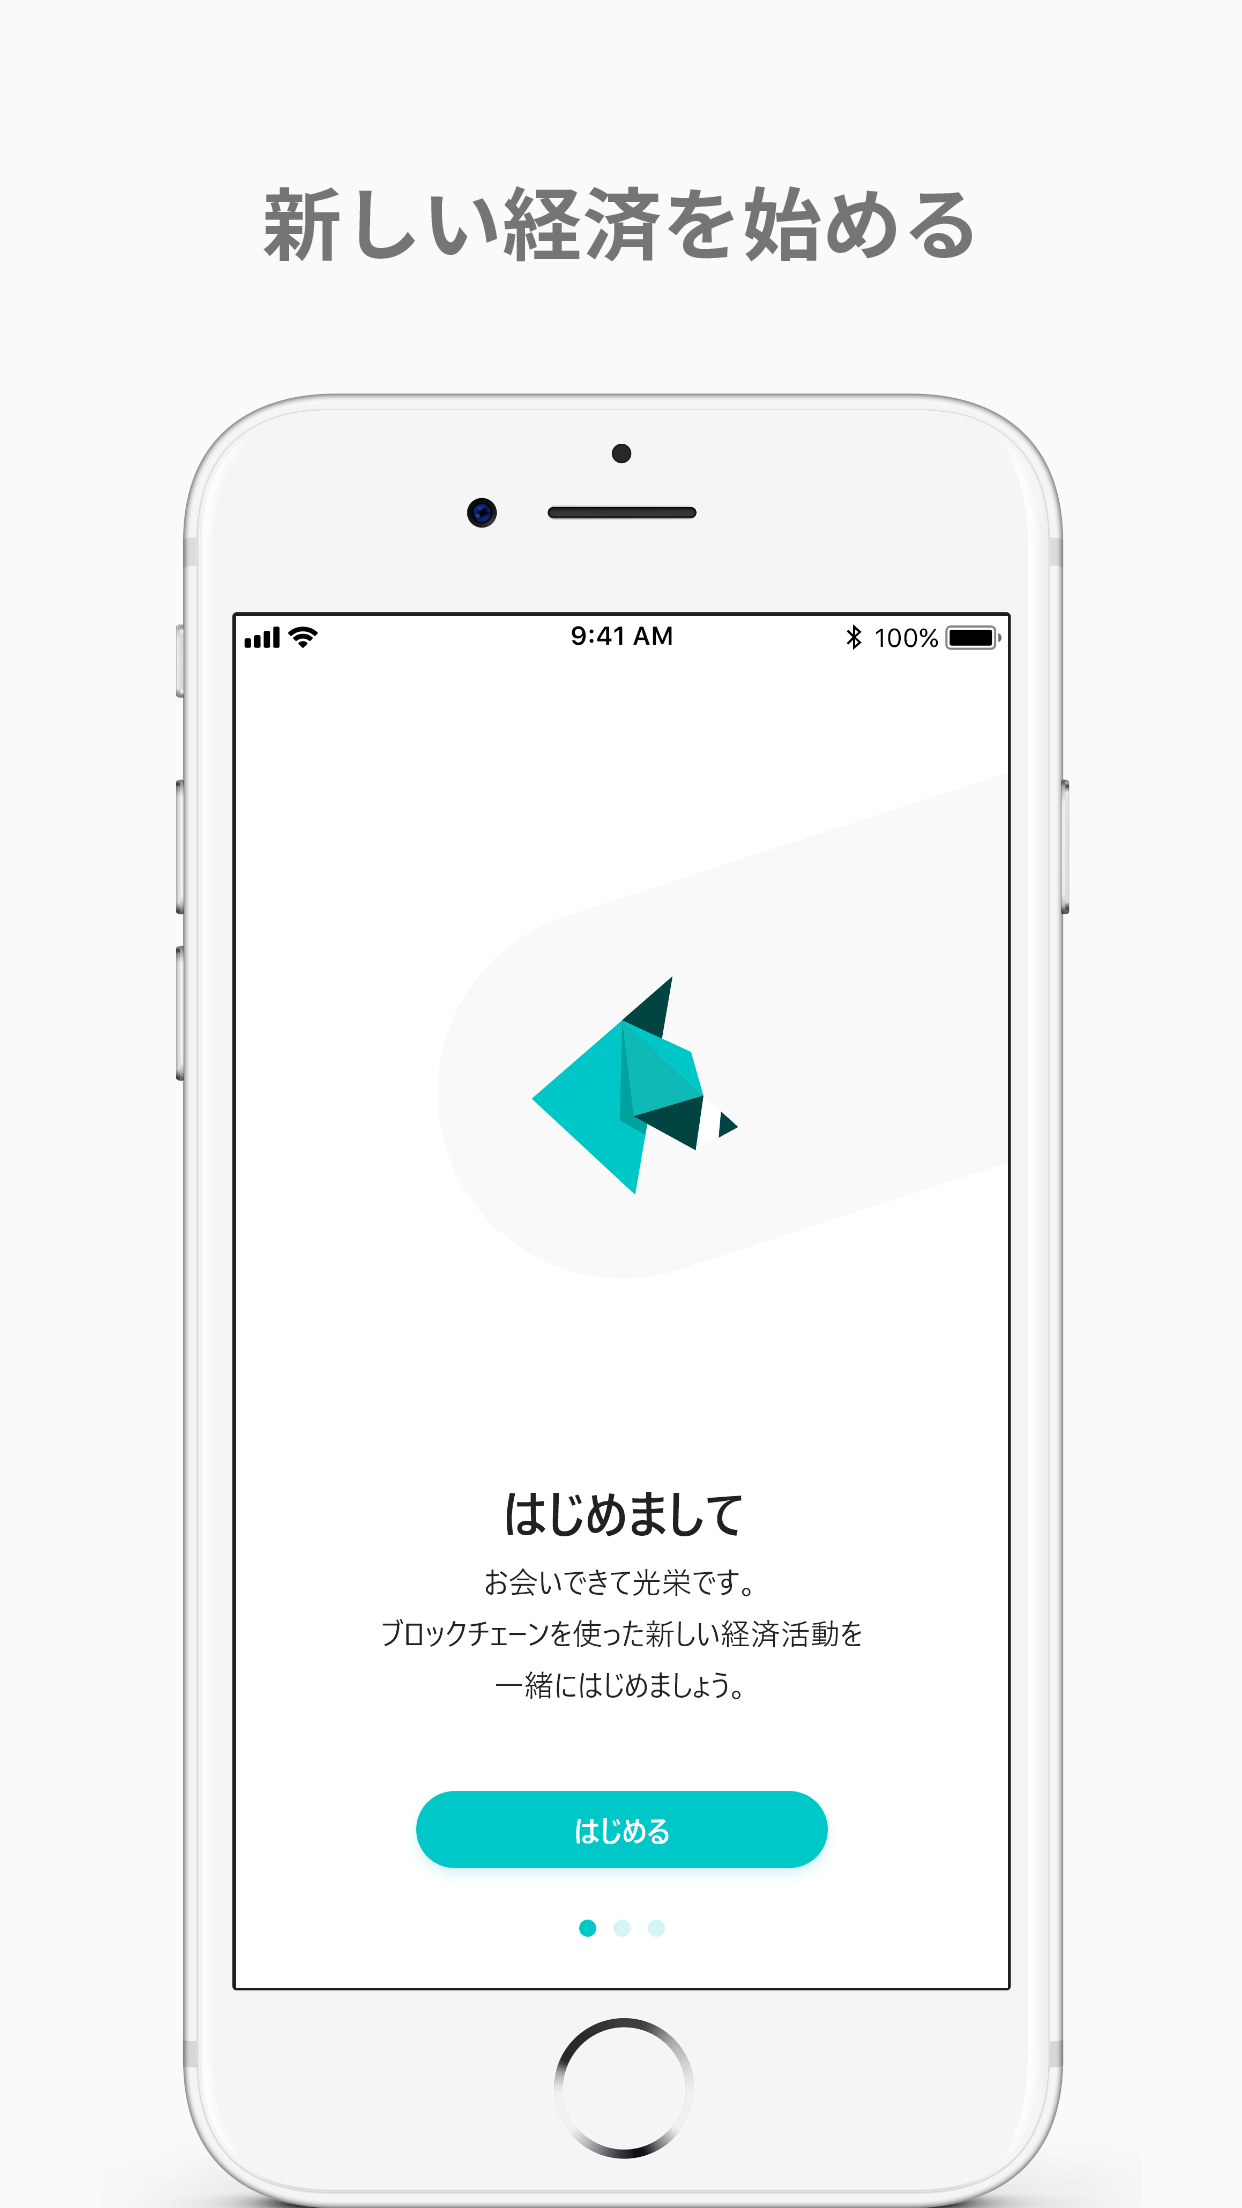 新しい経済を始める
9:41 AM
100%
はじめまして
お会いできて光栄です。
ブロックチェーンを使った新しい経済活動を
一緒にはじめましょう。
はじめる